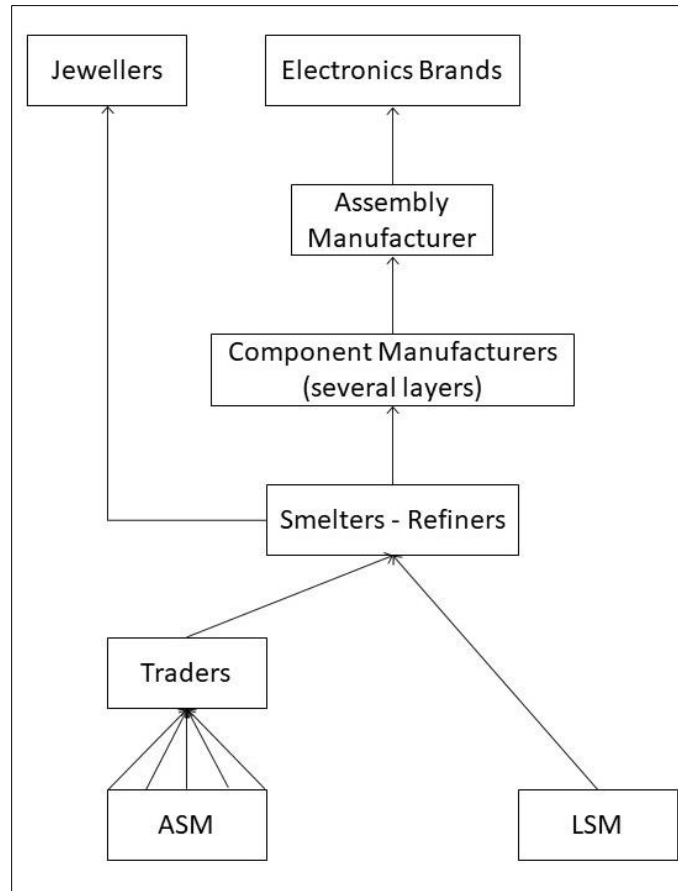 Jewellers
Electronics Brands
Assembly
Manufacturer
Component Manufacturers
(several layers)
Smelters - Refiners
Traders
ASM
LSM